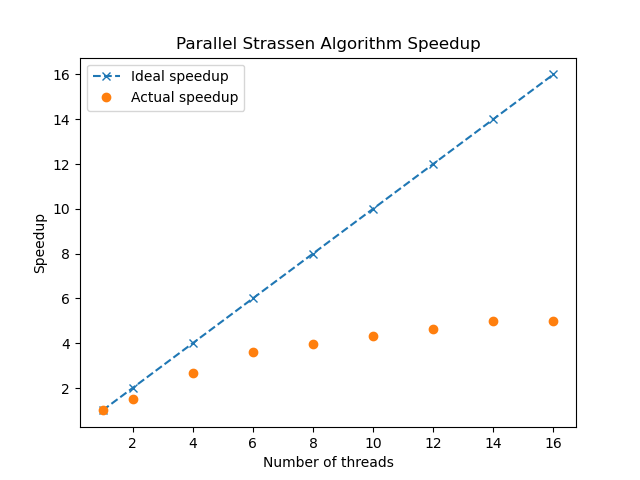 Parallel Strassen Algorithm Speedup
Ideal speedup
Actual speedup
16
14
12
10
8
6
4
2
Speedup
2 4 6 8 10 12 14 16
Number of threads